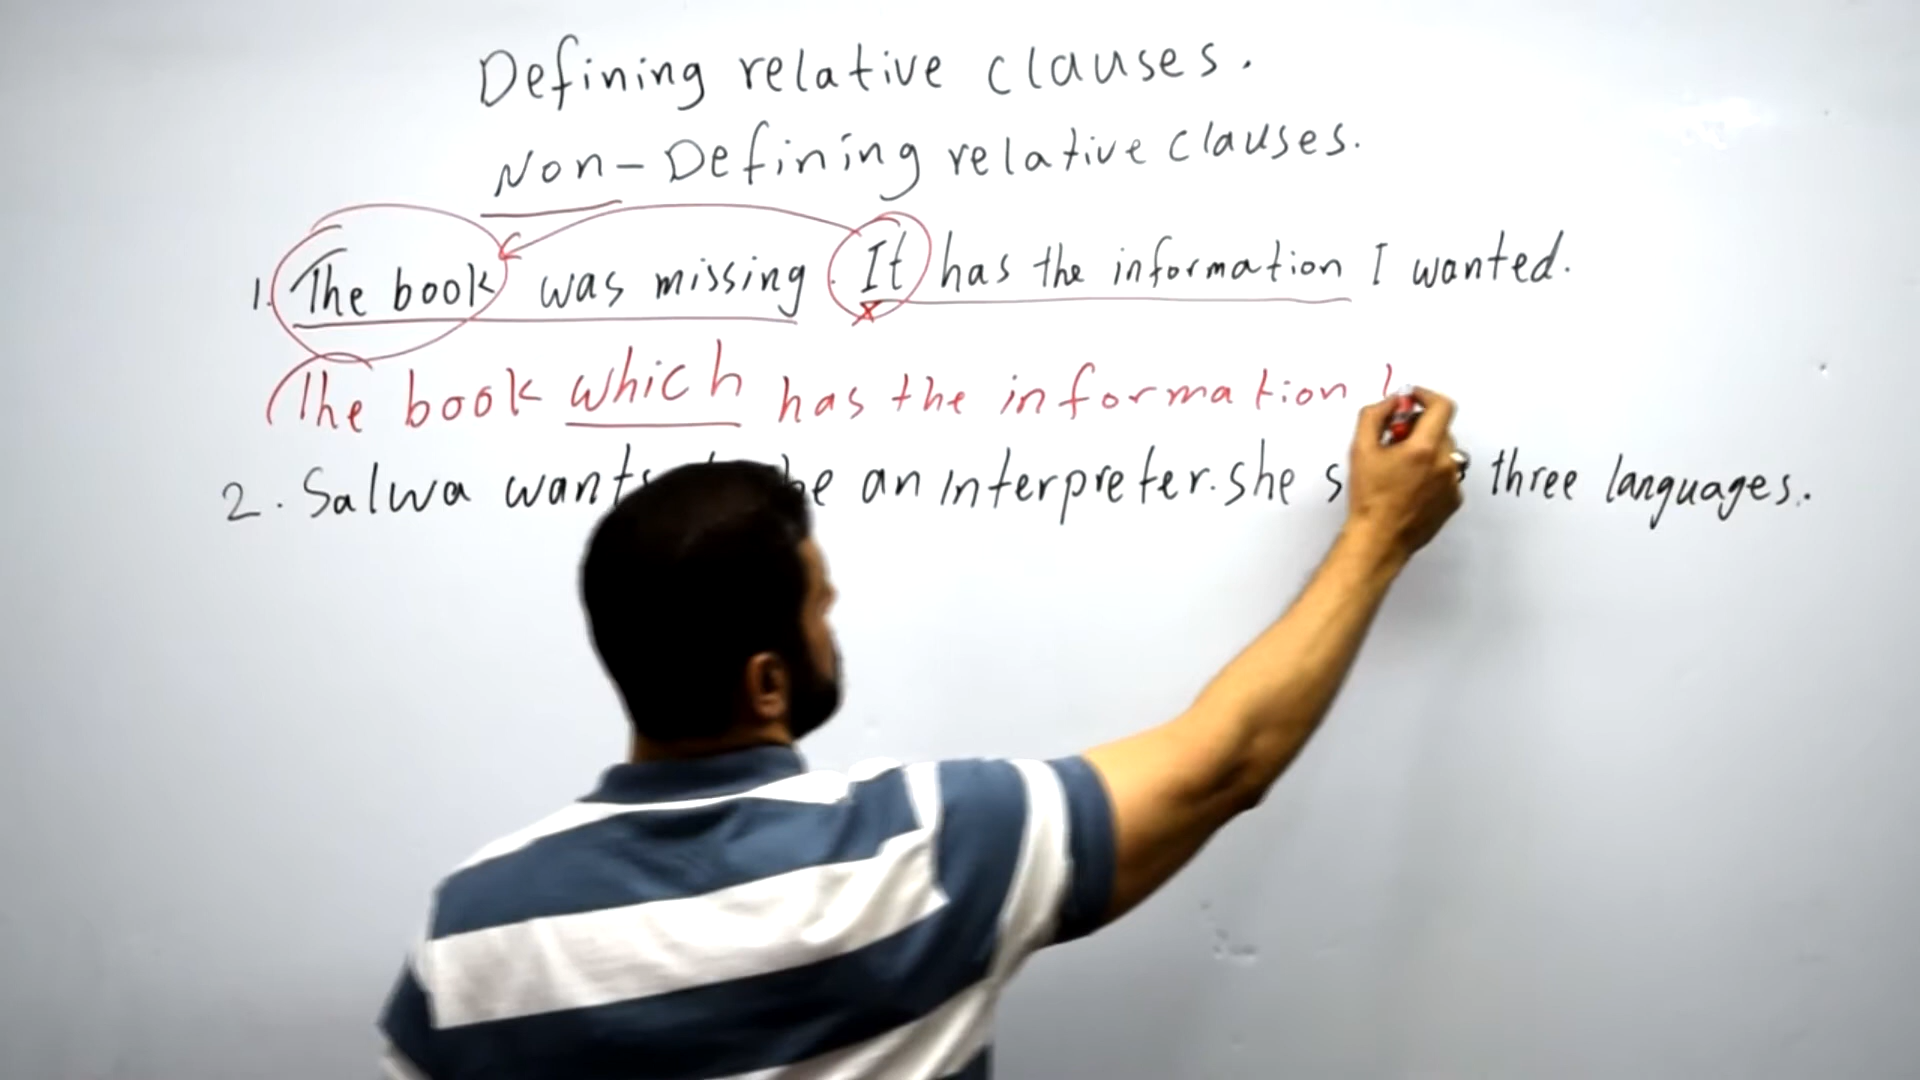 Defining relative clauses.
Non-Defining relative clauses.
1. The book was missing. It has the information I wanted.
The book which has the information
2. Salwa wants be an interpreter. she three languages.